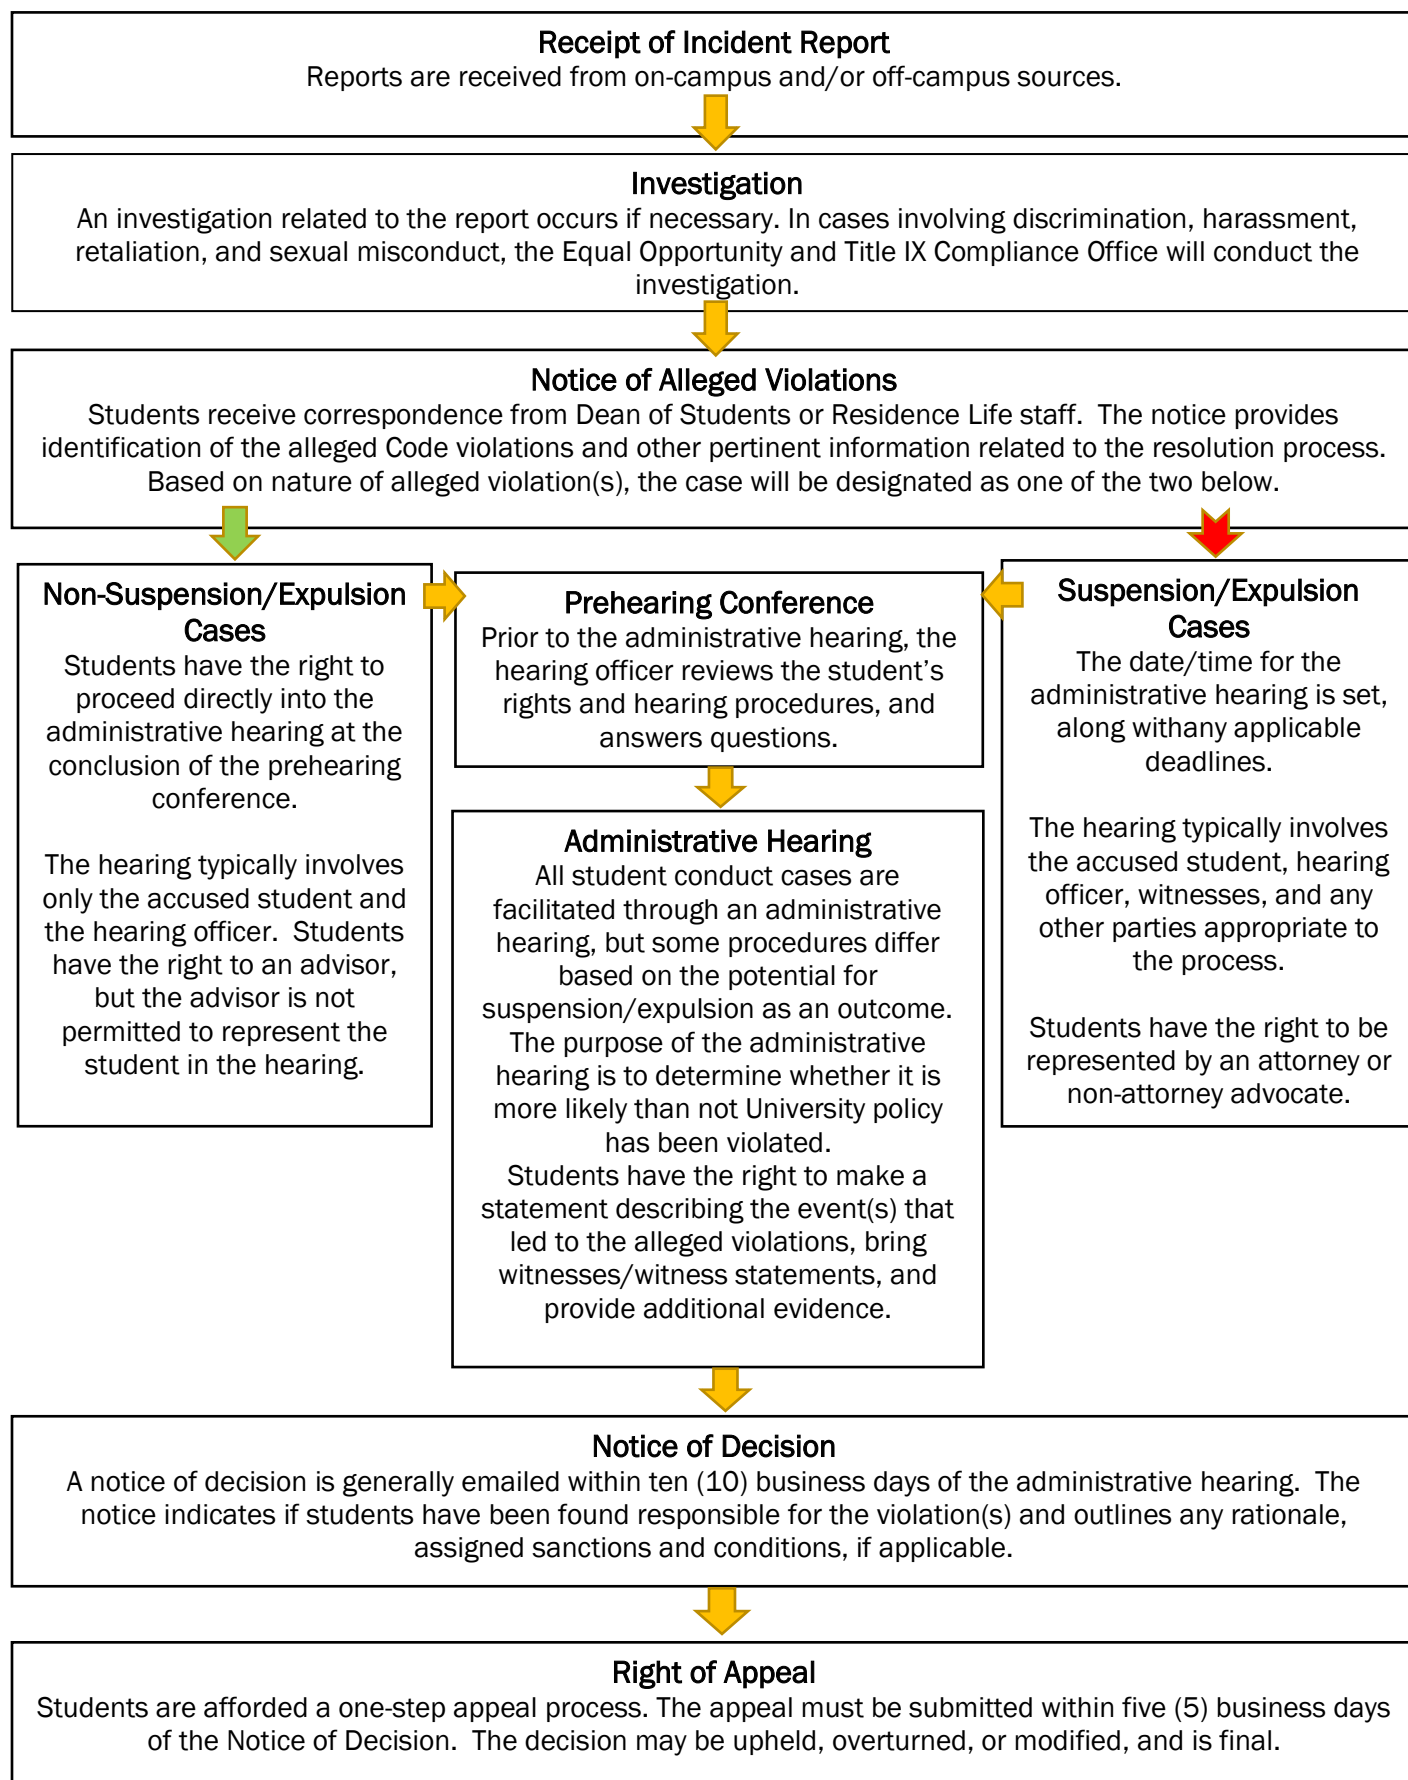 Receipt of Incident Report
Reports are received from on-campus and/or off-campus sources.
Investigation
An investigation related to the report occurs if necessary. In cases involving discrimination, harassment,
retaliation, and sexual misconduct, the Equal Opportunity and Title IX Compliance Office will conduct the
investigation.
Notice of Alleged Violations
Students receive correspondence from Dean of Students or Residence Life staff.  The notice provides
identification of the alleged Code violations and other pertinent information related to the resolution process.
Based on nature of alleged violation(s), the case will be designated as one of the two below.
Non-Suspension/Expulsion
Cases
Students have the right to
proceed directly into the
administrative hearing at the
conclusion of the prehearing
conference.
The hearing typically involves
only the accused student and
the hearing officer.  Students
have the right to an advisor,
but the advisor is not
permitted to represent the
student in the hearing.
Prehearing Conference
Prior to the administrative hearing, the
hearing officer reviews the student’s
rights and hearing procedures, and
answers questions.
Administrative Hearing
All student conduct cases are
facilitated through an administrative
hearing, but some procedures differ
based on the potential for
suspension/expulsion as an outcome.
The purpose of the administrative
hearing is to determine whether it is
more likely than not University policy
has been violated.
Students have the right to make a
statement describing the event(s) that
led to the alleged violations, bring
witnesses/witness statements, and
provide additional evidence.
Suspension/Expulsion
Cases
The date/time for the
administrative hearing is set,
along withany applicable
deadlines.
The hearing typically involves
the accused student, hearing
officer, witnesses, and any
other parties appropriate to
the process.
Students have the right to be
represented by an attorney or
non-attorney advocate.
Notice of Decision
A notice of decision is generally emailed within ten (10) business days of the administrative hearing.  The
notice indicates if students have been found responsible for the violation(s) and outlines any rationale,
assigned sanctions and conditions, if applicable.
Right of Appeal
Students are afforded a one-step appeal process. The appeal must be submitted within five (5) business days
of the Notice of Decision.  The decision may be upheld, overturned, or modified, and is final.